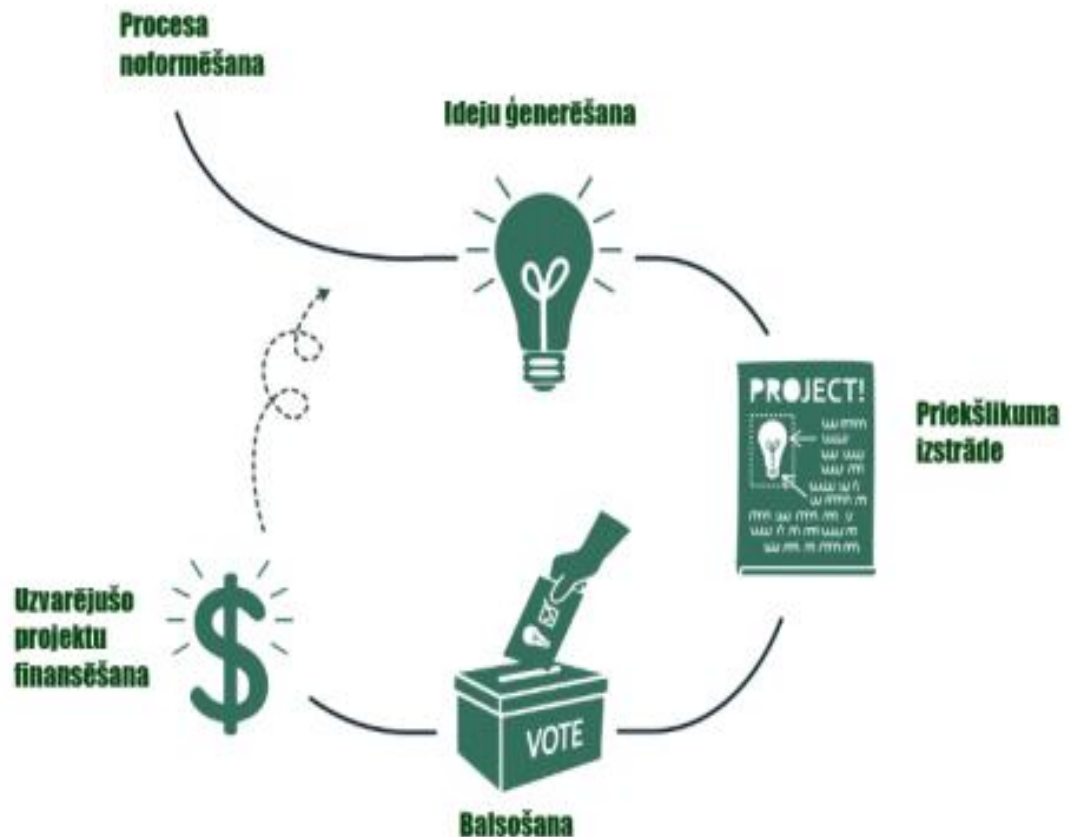 Procesa
noformēšana
Ideju ģenerēšana
PROJECT!
Priekšlikuma
izstrāde
Uzvarējušo
projektu
finansēšana
VOTE
Balsošana